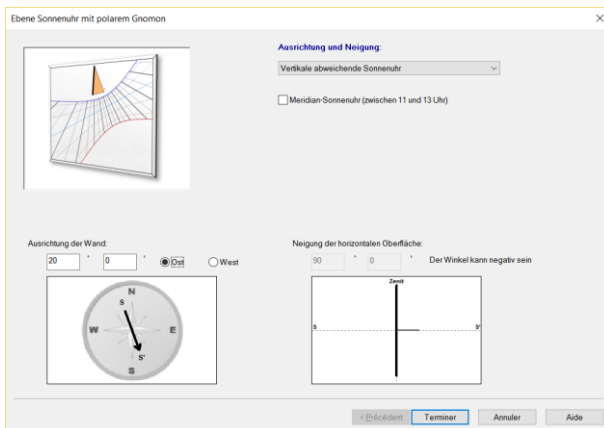 Ebene Sonnenuhr mit polarem Gnomon
Ausrichtung und Neigung:
Vertikale abweichende Sonnenuhr
Meridian-Sonnenuhr (zwischen 11 und 13 Uhr)
Ausrichtung der Wand:
20 ° 0 ' Ost West
Neigung der horizontalen Oberfläche:
90 ° 0 ' Der Winkel kann negativ sein
N
S
W E
S'
S
Zenit
S S'
< Précédent Terminer Annuler Aide